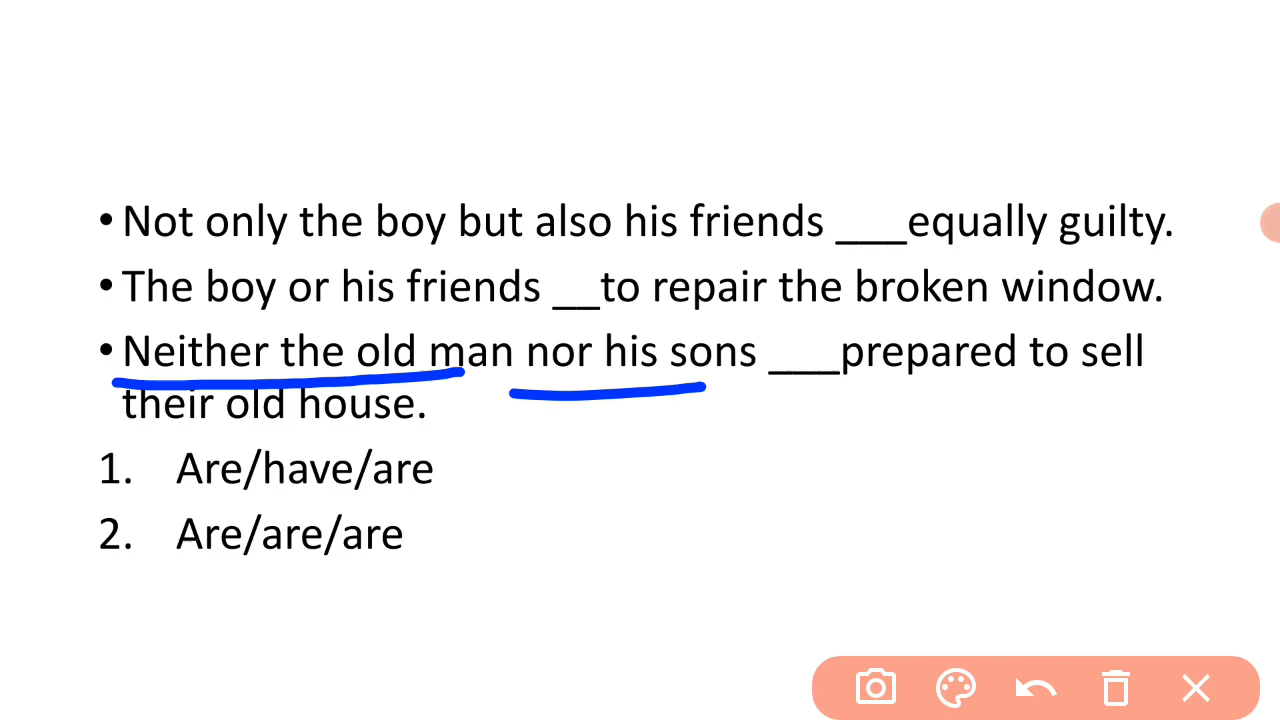 • Not only the boy but also his friends ___equally guilty.
• The boy or his friends __to repair the broken window.
• Neither the old man nor his sons ___prepared to sell
their old house.
1. Are/have/are
2. Are/are/are